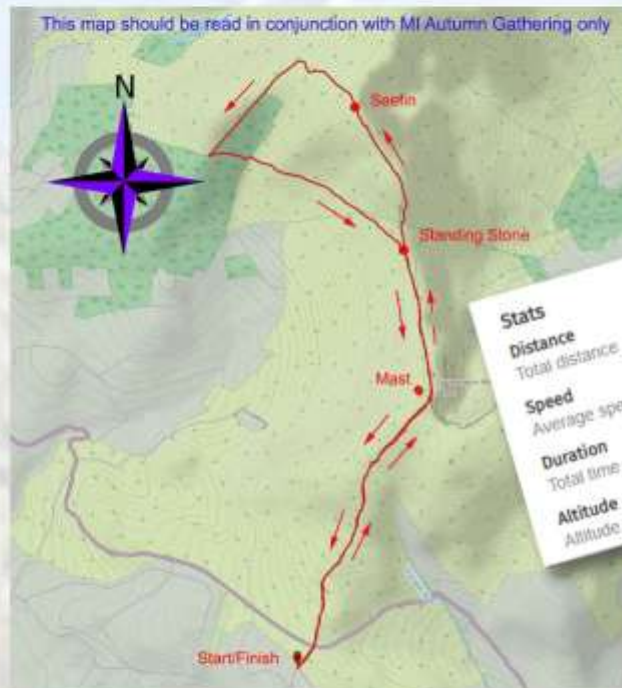 This map should be read in conjunction with MI Autumn Gathering only
N
Seefin
Standing Stone
Mast
Start/Finish
Stats
Distance
Total distance
Speed
Average
Duration
Total time
Altitude
Altitude